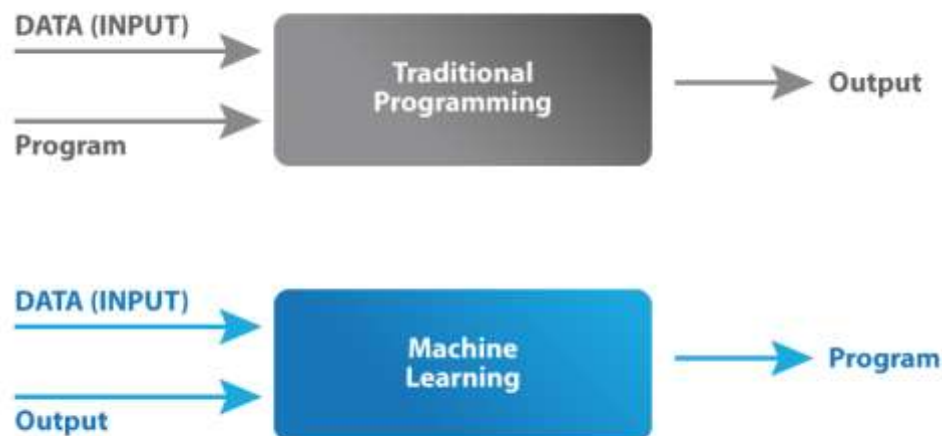 DATA (INPUT)
Traditional
Programming
Output
Program
DATA (INPUT)
Machine
Learning
Program
Output